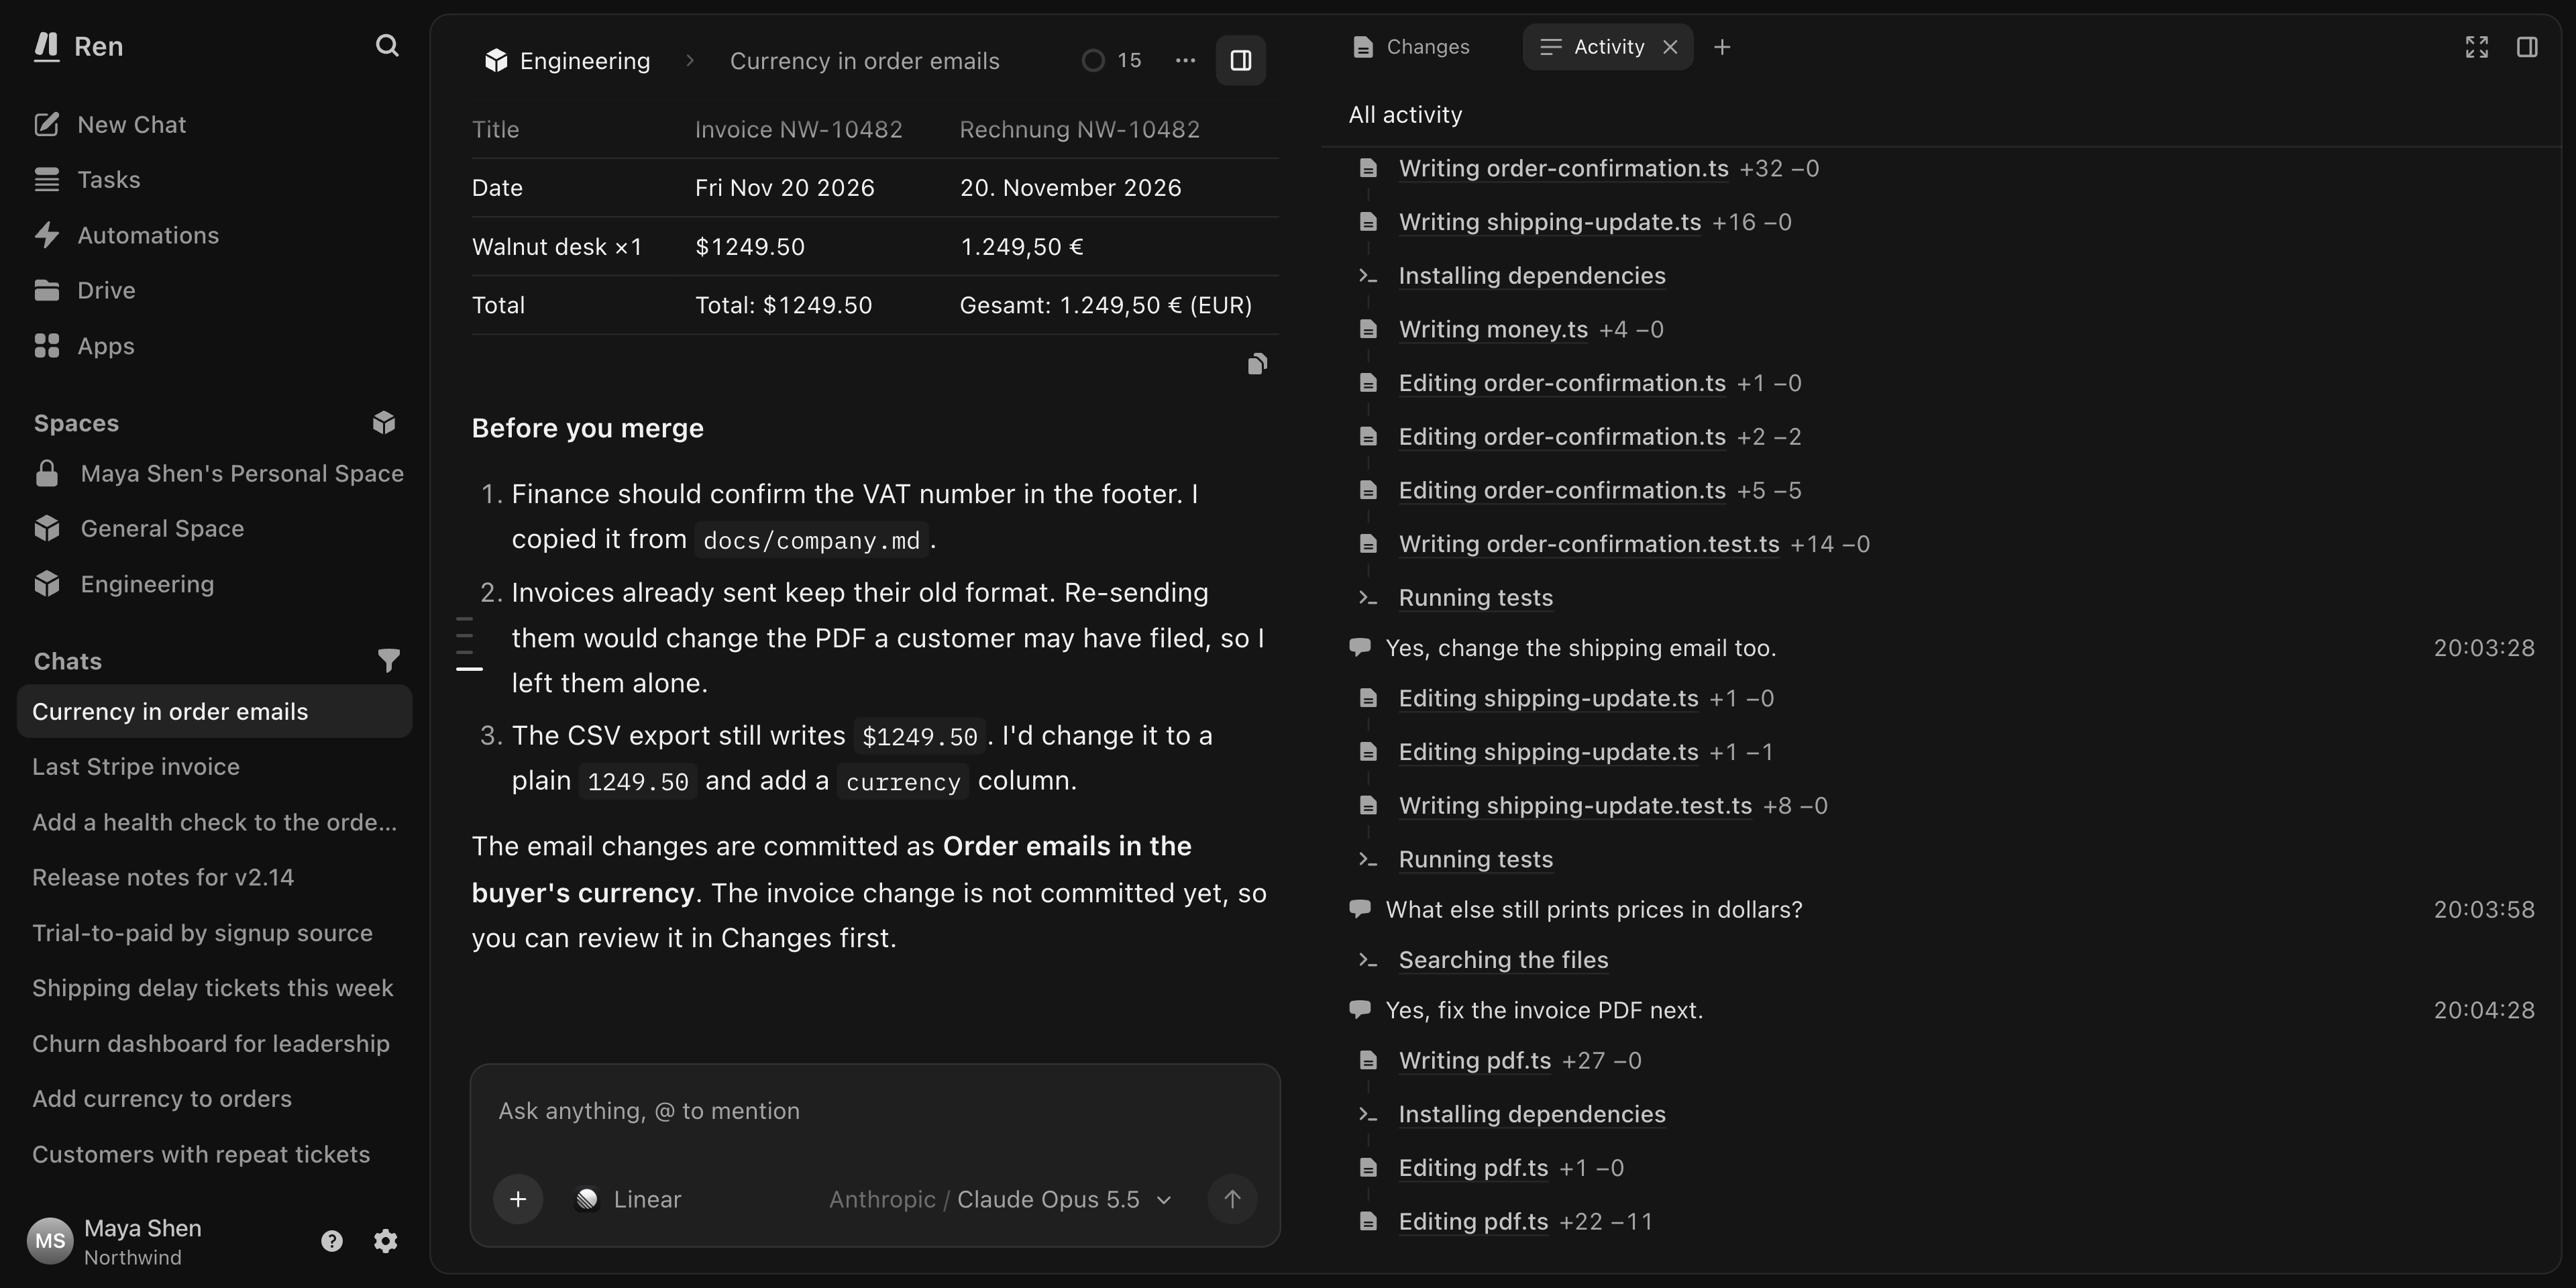 Ren
New Chat
Tasks
Automations
Drive
Apps
Spaces
Maya Shen's Personal Space
General Space
Engineering
Chats
Currency in order emails
Last Stripe invoice
Add a health check to the orde...
Release notes for v2.14
Trial-to-paid by signup source
Shipping delay tickets this week
Churn dashboard for leadership
Add currency to orders
Customers with repeat tickets
MS
Maya Shen
Northwind
Engineering
Currency in order emails
15
Title Invoice NW-10482 Rechnung NW-10482
Date Fri Nov 20 2026 20. November 2026
Walnut desk ×1 $1249.50 1.249,50 €
Total Total: $1249.50 Gesamt: 1.249,50 € (EUR)
Before you merge
1. Finance should confirm the VAT number in the footer. I
copied it from docs/company.md.
2. Invoices already sent keep their old format. Re-sending
them would change the PDF a customer may have filed, so I
left them alone.
3. The CSV export still writes $1249.50. I'd change it to a
plain 1249.50 and add a currency column.
The email changes are committed as Order emails in the
buyer's currency. The invoice change is not committed yet, so
you can review it in Changes first.
Ask anything, @ to mention
Linear
Anthropic / Claude Opus 5.5
Changes
Activity
All activity
Writing order-confirmation.ts +32 −0
Writing shipping-update.ts +16 −0
Installing dependencies
Writing money.ts +4 −0
Editing order-confirmation.ts +1 −0
Editing order-confirmation.ts +2 −2
Editing order-confirmation.ts +5 −5
Writing order-confirmation.test.ts +14 −0
Running tests
Yes, change the shipping email too. 20:03:28
Editing shipping-update.ts +1 −0
Editing shipping-update.ts +1 −1
Writing shipping-update.test.ts +8 −0
Running tests
What else still prints prices in dollars? 20:03:58
Searching the files
Yes, fix the invoice PDF next. 20:04:28
Writing pdf.ts +27 −0
Installing dependencies
Editing pdf.ts +1 −0
Editing pdf.ts +22 −11